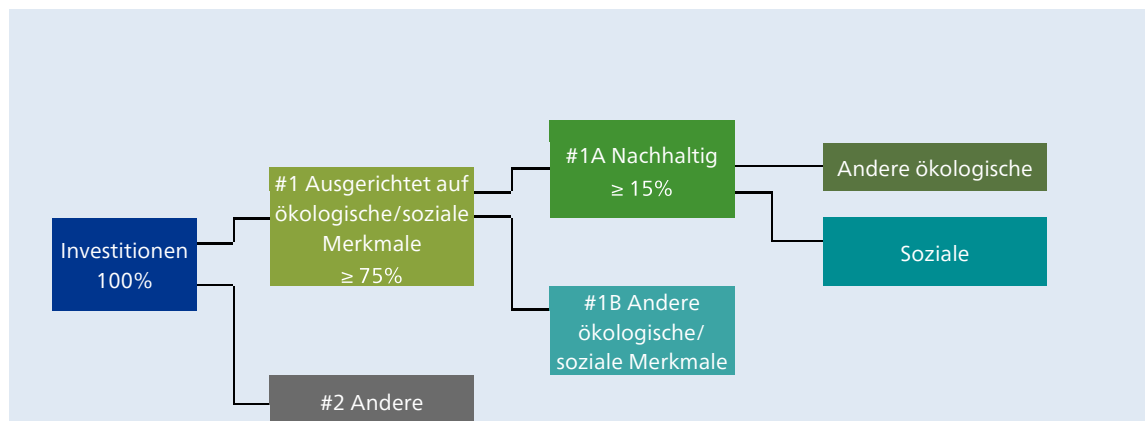 Investitionen
100%
#1 Ausgerichtet auf
ökologische/soziale
Merkmale
≥ 75%
#2 Andere
#1A Nachhaltig
≥ 15%
#1B Andere
ökologische/
soziale Merkmale
Andere ökologische
Soziale